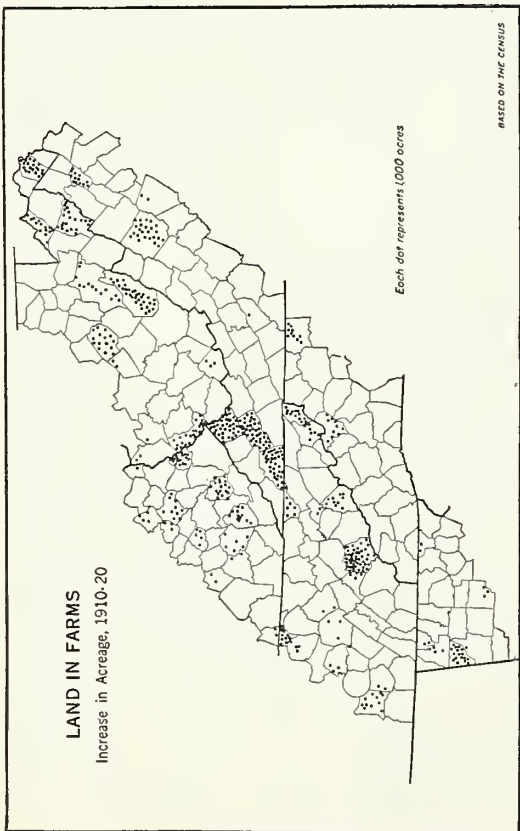 LAND IN FARMS
Increase in Acreage, 1910-20
Each dot represents 1,000 acres
BASED ON THE CENSUS